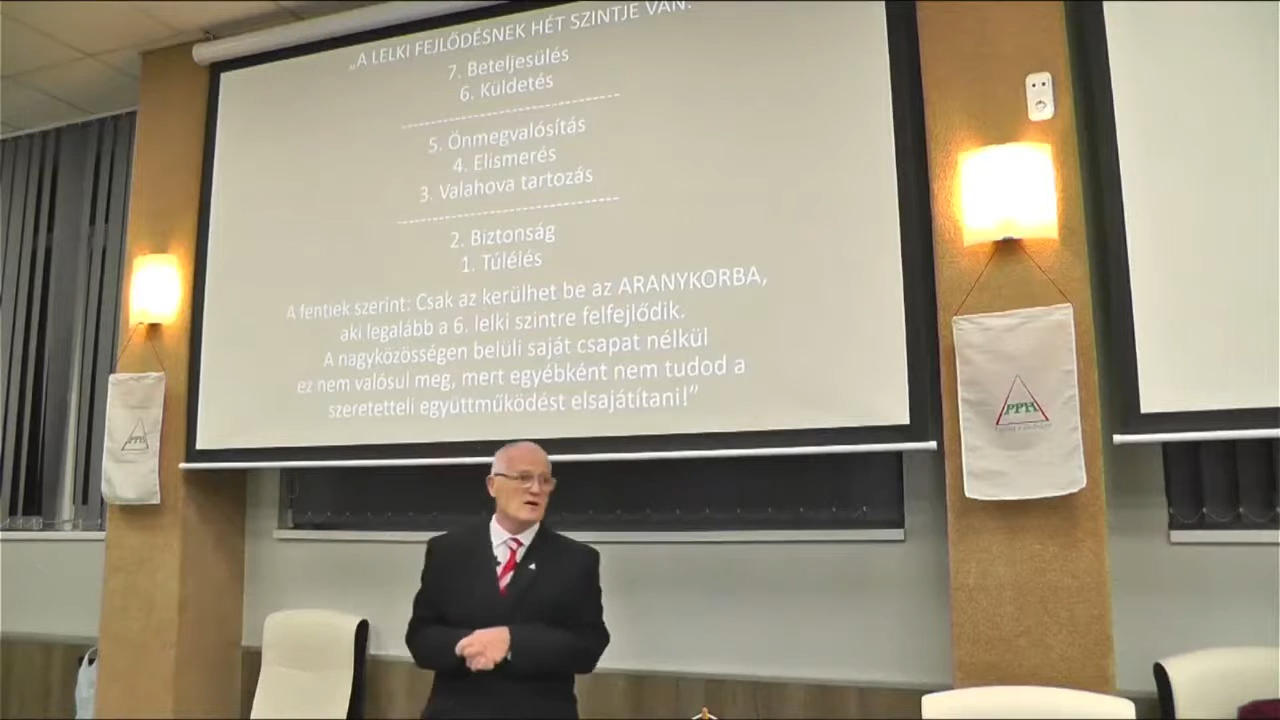 „A LELKI FEJLŐDÉSNEK HÉT SZINTJE VAN:
7. Beteljesülés
6. Küldetés
5. Önmegvalósítás
4. Elismerés
3. Valahova tartozás
2. Biztonság
1. Túlélés
A fentiek szerint: Csak az kerülhet be az ARANYKORBA,
aki legalább a 6. lelki szintre felfejlődik.
A nagyközösségen belüli saját csapat nélkül
ez nem valósul meg, mert egyébként nem tudod a
szeretetteli együttműködést elsajátítani!”
PPH
PPH